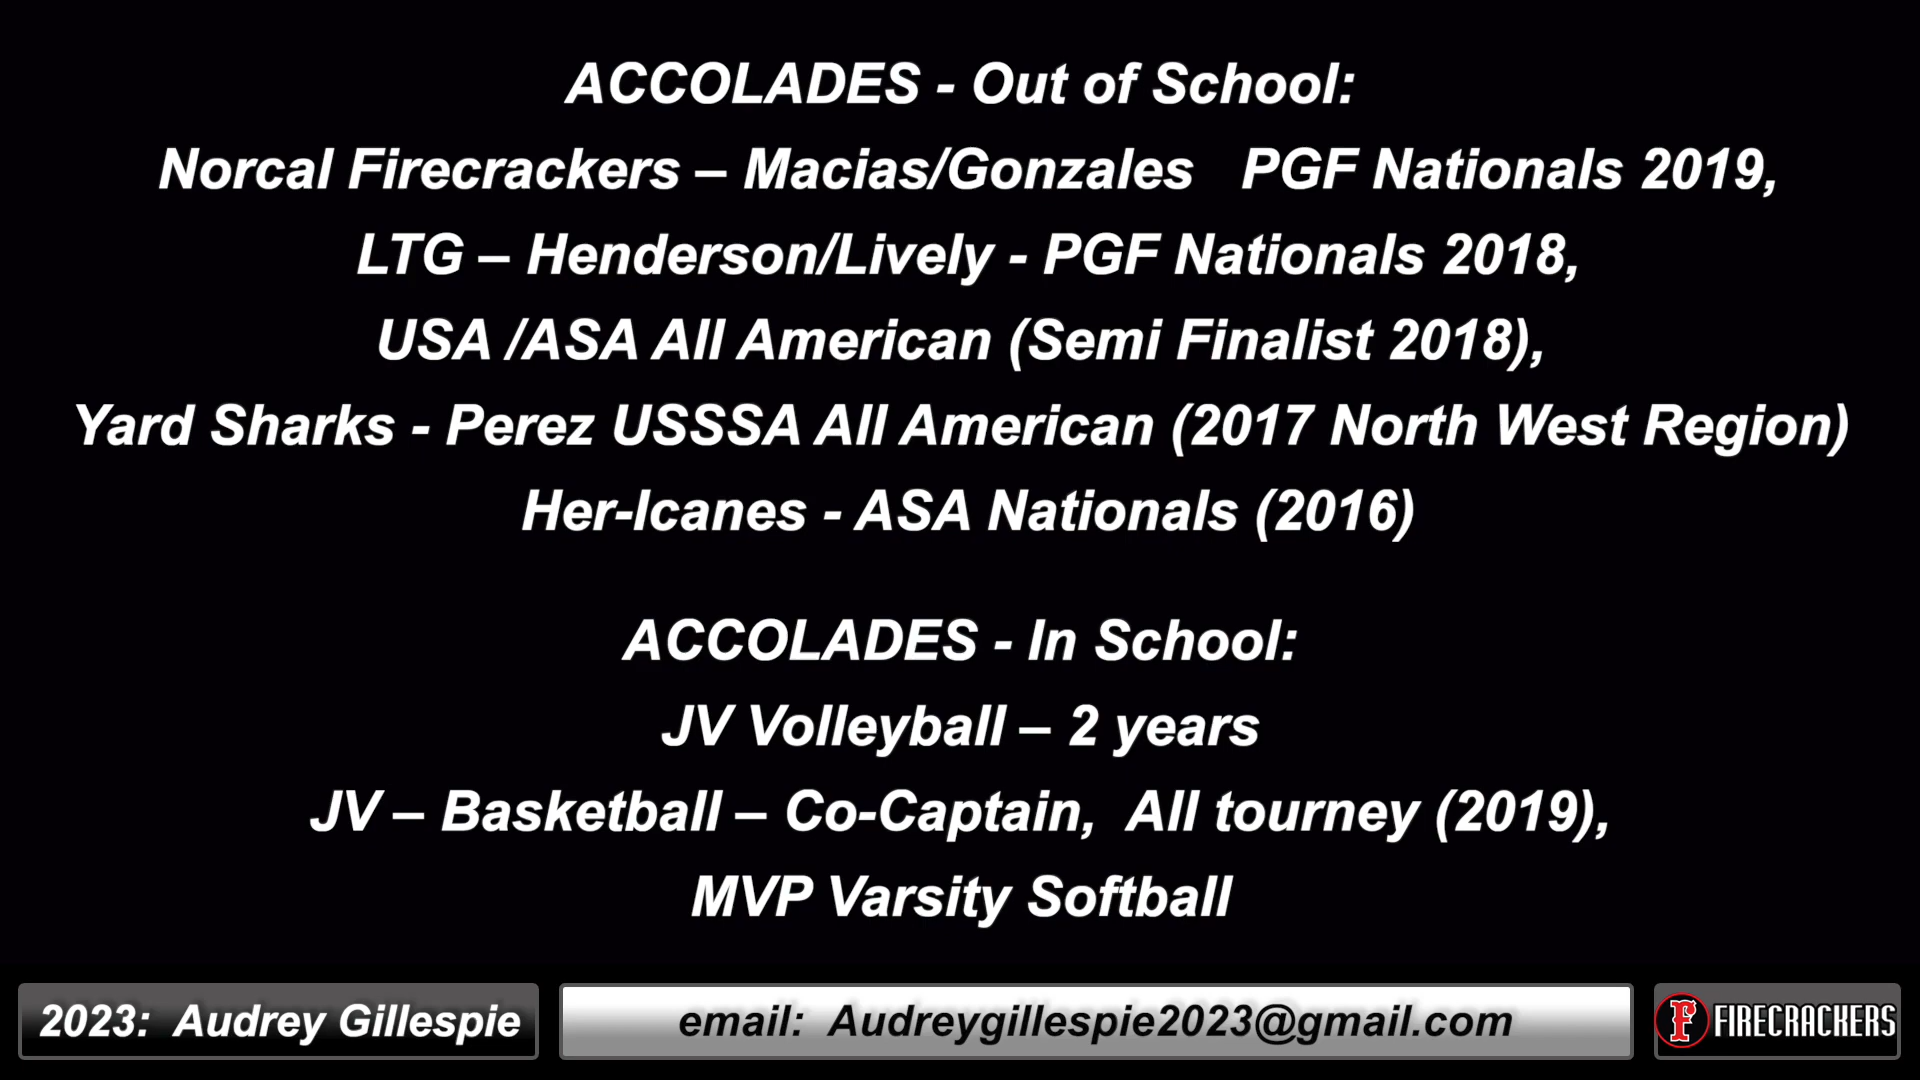 ACCOLADES - Out of School:
Norcal Firecrackers – Macias/Gonzales   PGF Nationals 2019,
LTG – Henderson/Lively - PGF Nationals 2018,
USA /ASA All American (Semi Finalist 2018),
Yard Sharks - Perez USSSA All American (2017 North West Region)
Her-Icanes - ASA Nationals (2016)
ACCOLADES - In School:
JV Volleyball – 2 years
JV – Basketball – Co-Captain,  All tourney (2019),
MVP Varsity Softball
2023:  Audrey Gillespie
email:  Audreygillespie2023@gmail.com
F FIRECRACKERS